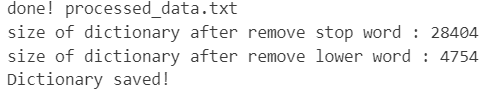 done! processed_data.txt
size of dictionary after remove stop word : 28404
size of dictionary after remove lower word : 4754
Dictionary saved!